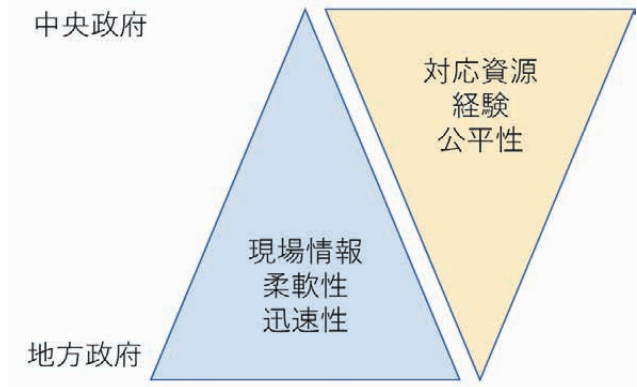 中央政府
対応資源
経験
公平性
現場情報
柔軟性
迅速性
地方政府